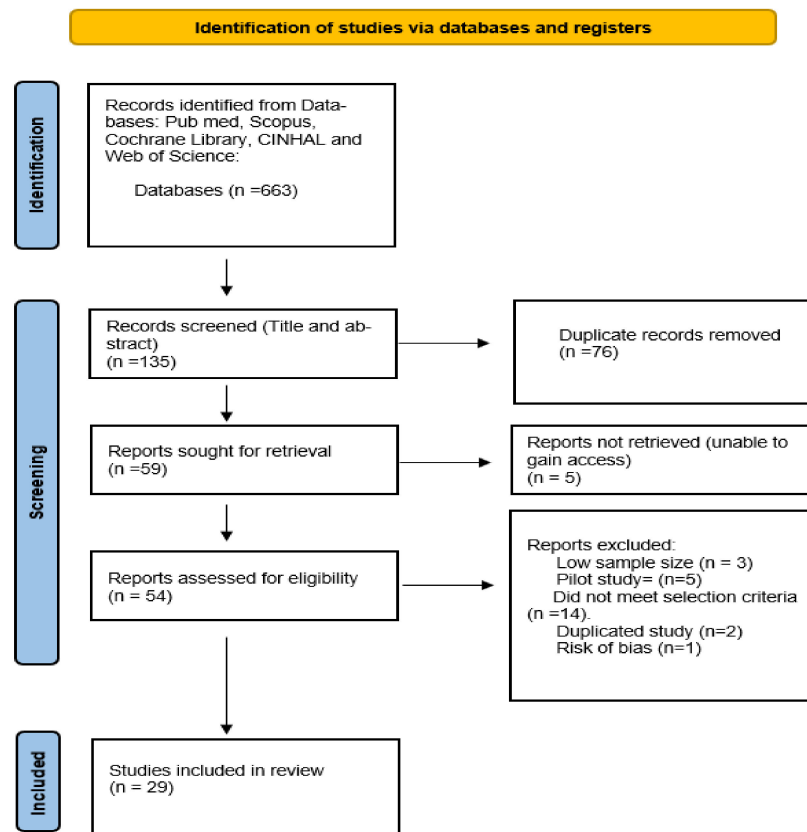 Identification of studies via databases and registers
Identification
Records identified from Data-
bases: Pub med, Scopus,
Cochrane Library, CINHAL and
Web of Science:
Databases (n =663)
Screening
Records screened (Title and ab-
stract)
(n =135)
Duplicate records removed
(n =76)
Reports sought for retrieval
(n =59)
Reports not retrieved (unable to
gain access)
(n = 5)
Reports assessed for eligibility
(n = 54)
Reports excluded:
Low sample size (n = 3)
Pilot study= (n=5)
Did not meet selection criteria
(n =14).
Duplicated study (n=2)
Risk of bias (n=1)
Included
Studies included in review
(n = 29)